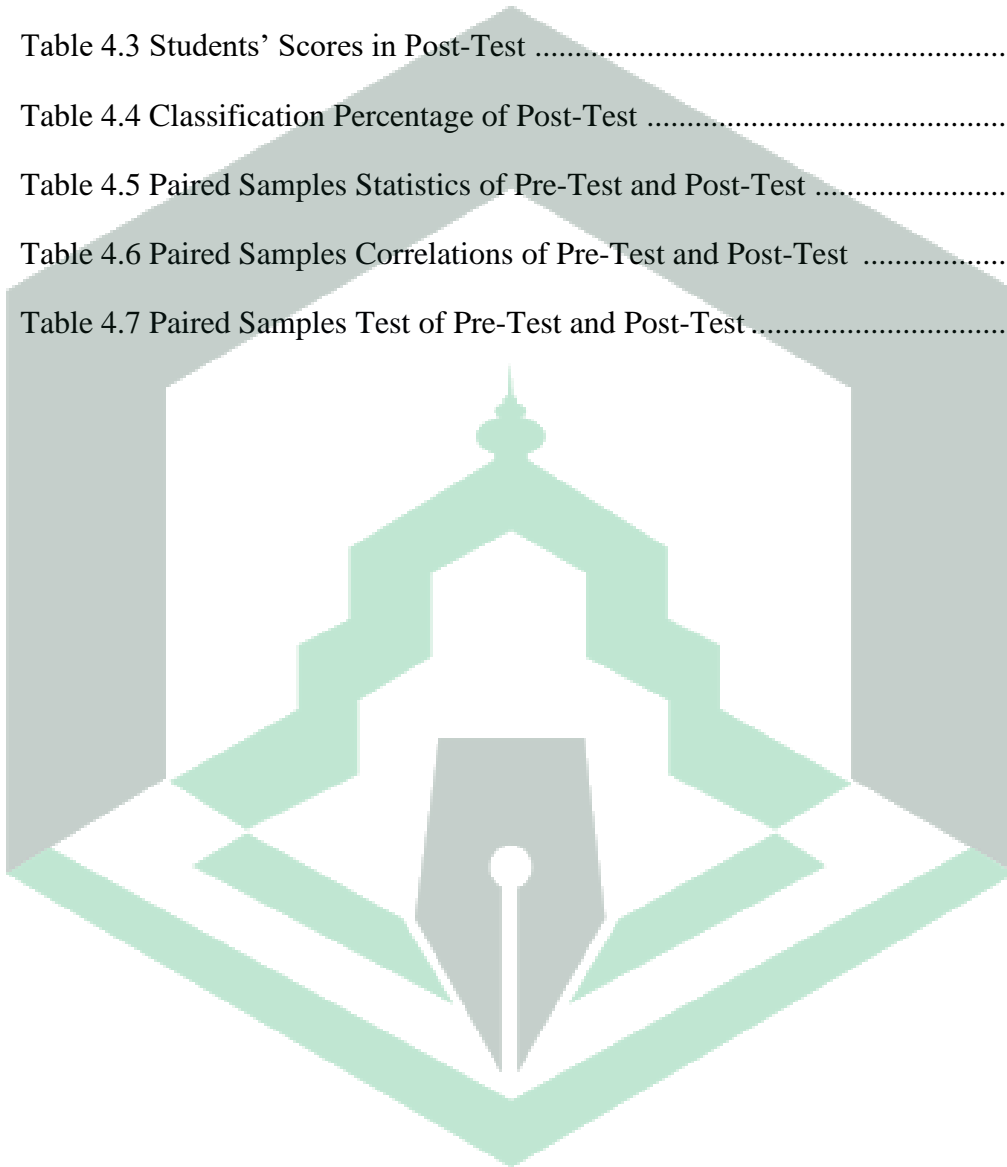 Table 4.3 Students’ Scores in Post-Test ..........................................................
Table 4.4 Classification Percentage of Post-Test ............................................
Table 4.5 Paired Samples Statistics of Pre-Test and Post-Test ........................
Table 4.6 Paired Samples Correlations of Pre-Test and Post-Test ..................
Table 4.7 Paired Samples Test of Pre-Test and Post-Test................................